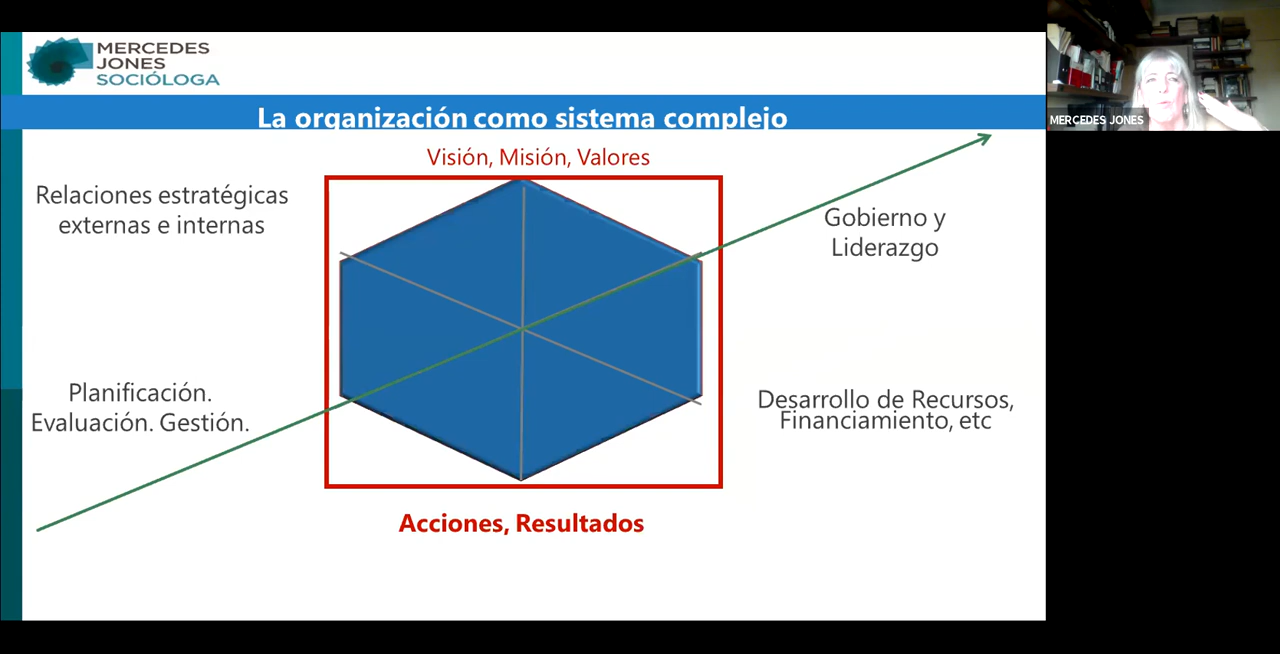 MERCEDES
JONES
SOCIÓLOGA
La organización como sistema complejo
Visión, Misión, Valores
Relaciones estratégicas
externas e internas
Gobierno y
Liderazgo
Planificación.
Evaluación. Gestión.
Desarrollo de Recursos,
Financiamiento, etc
Acciones, Resultados
MERCEDES JONES